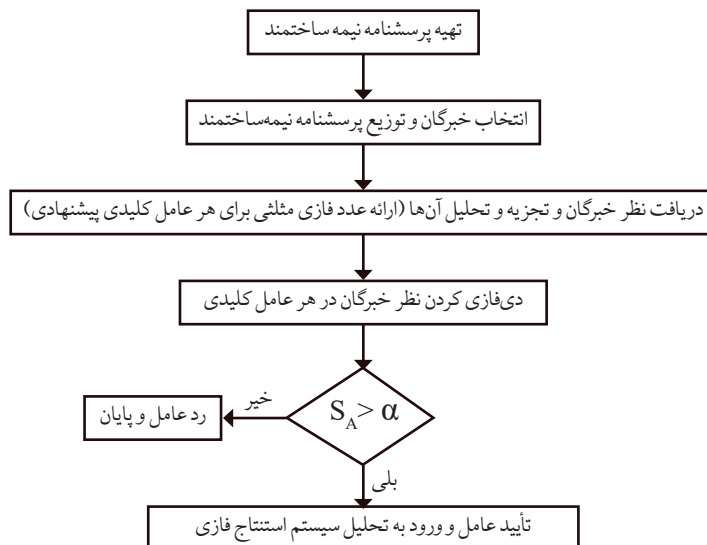 تهیه پرسشنامه نیمه ساختمند
انتخاب خبرگان و توزیع پرسشنامه نیمه‌ساختمند
دریافت نظر خبرگان و تجزیه و تحلیل آن‌ها (ارائه عدد فازی مثلثی برای هر عامل کلیدی پیشنهادی)
دی‌فازی کردن نظر خبرگان در هر عامل کلیدی
S_A > α
خیر
رد عامل و پایان
بلی
تأیید عامل و ورود به تحلیل سیستم استنتاج فازی